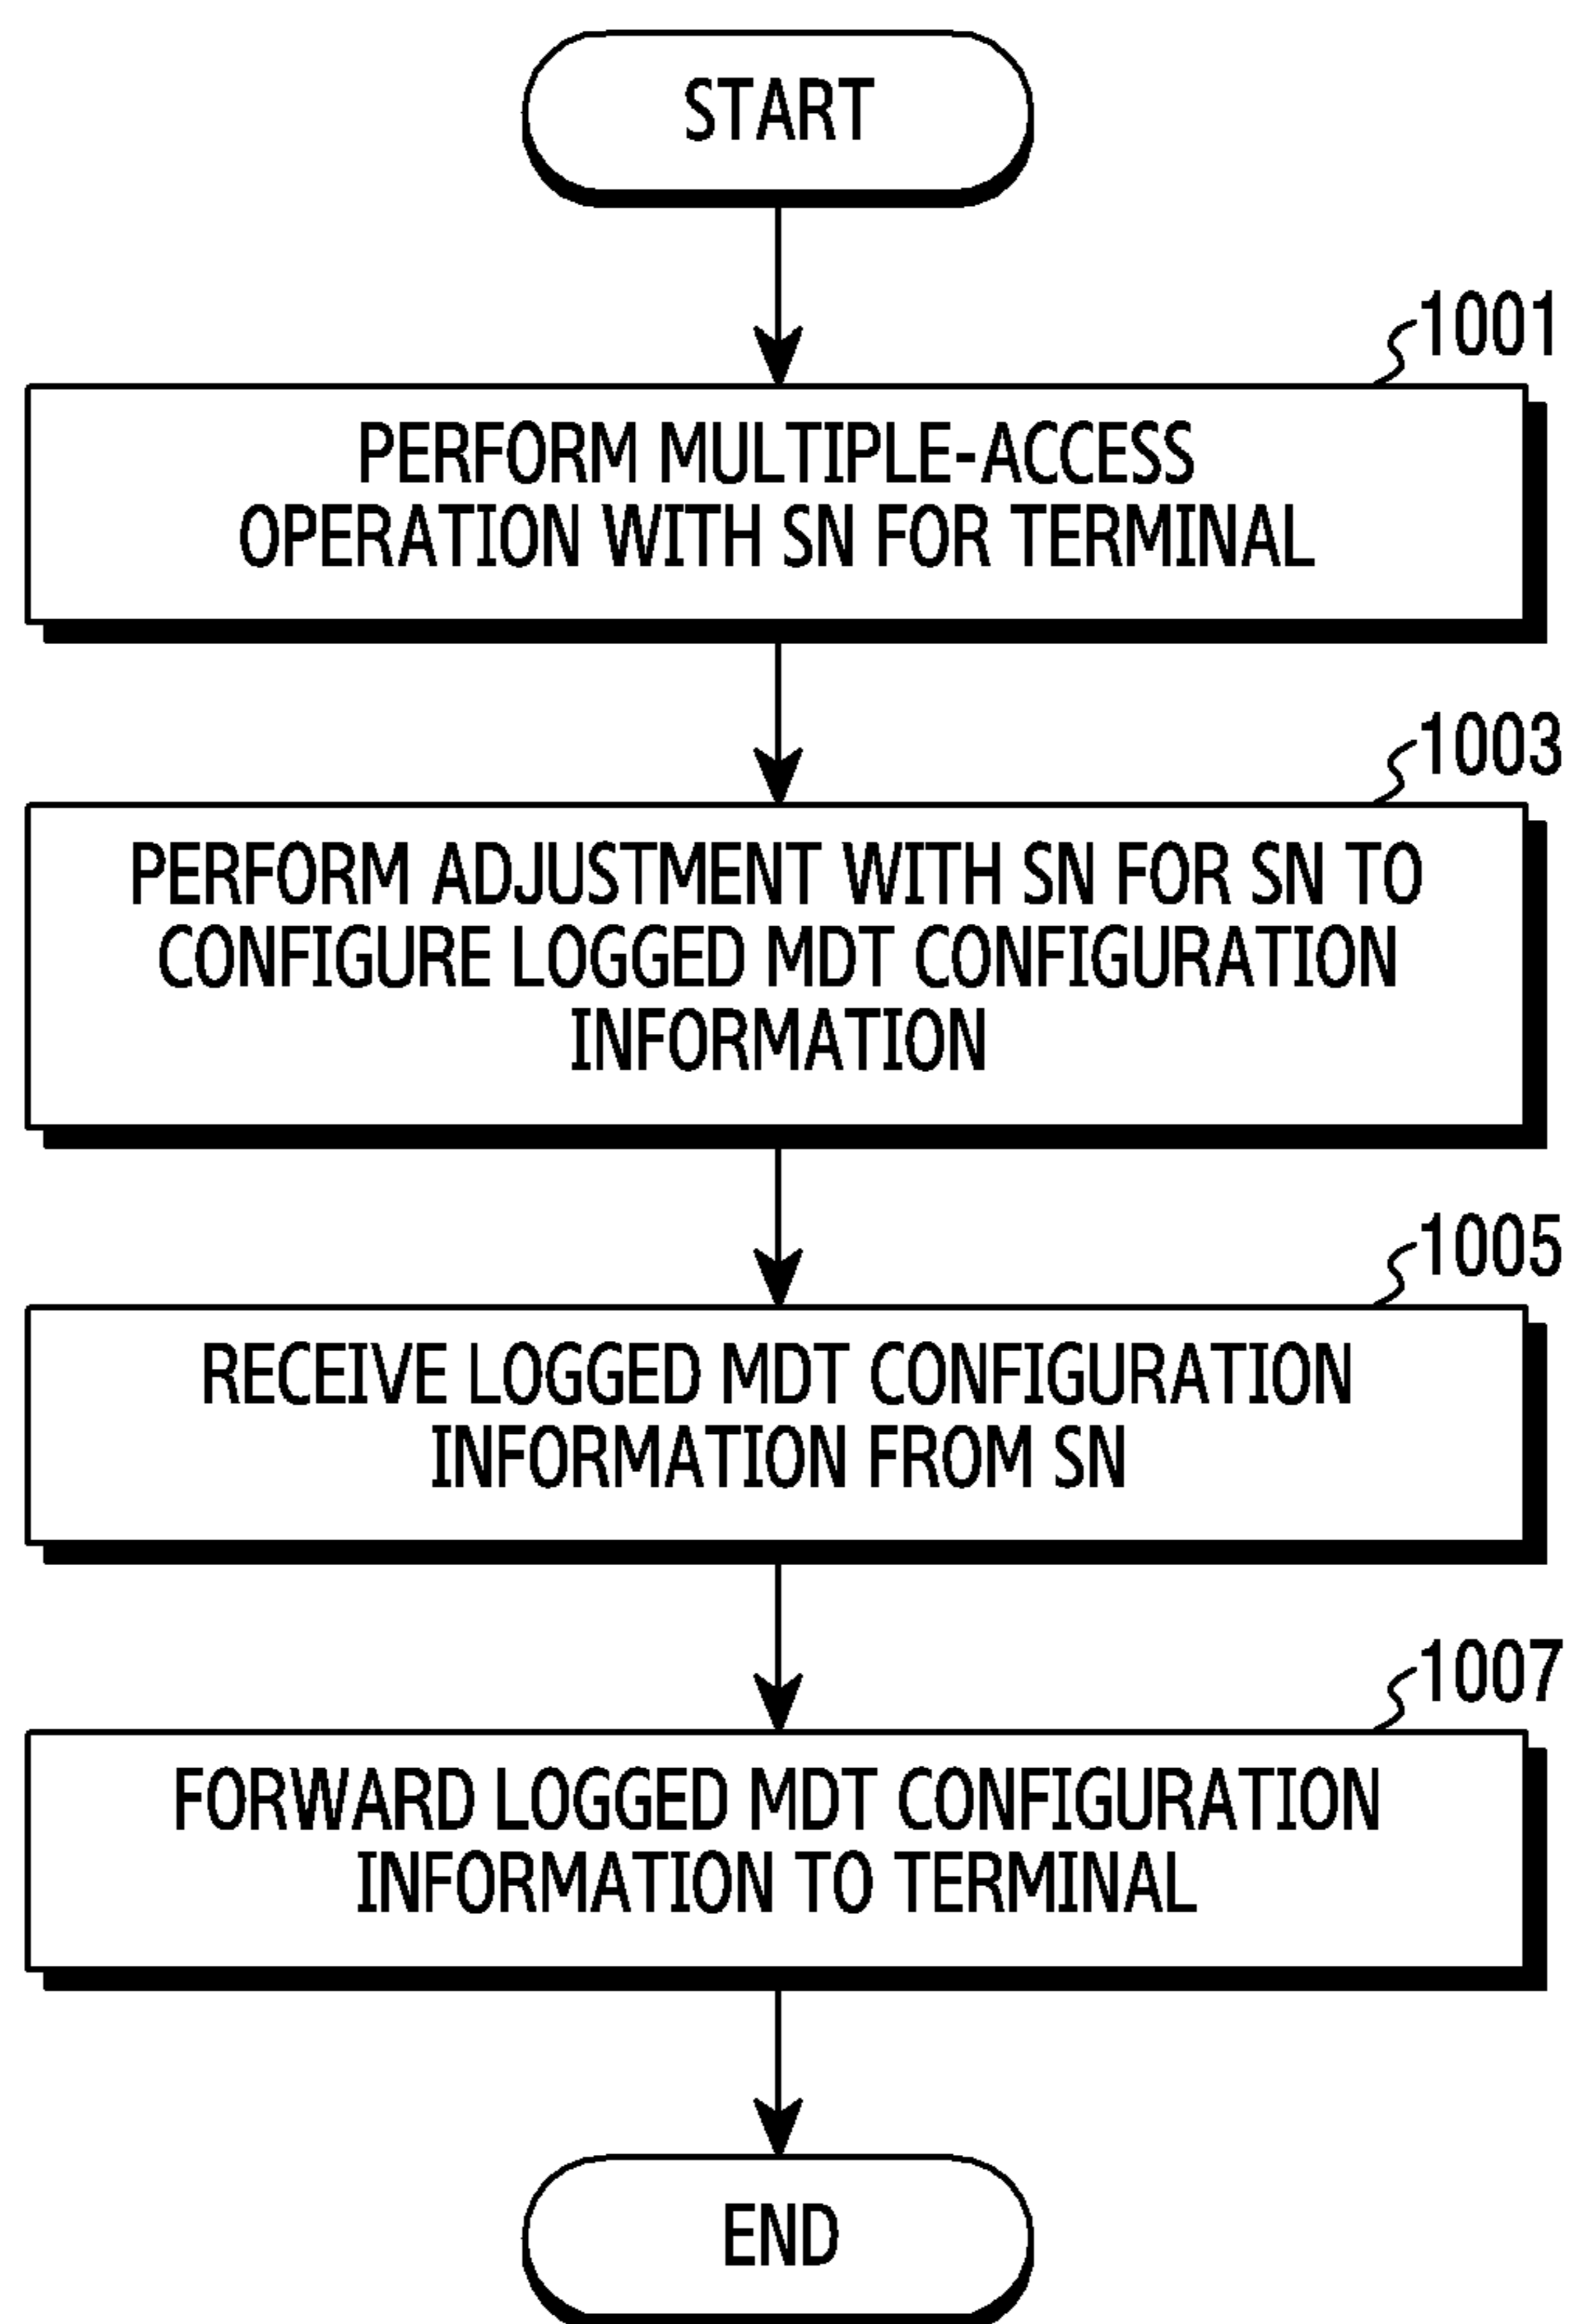 START
1001
PERFORM MULTIPLE-ACCESS
OPERATION WITH SN FOR TERMINAL
1003
PERFORM ADJUSTMENT WITH SN FOR SN TO
CONFIGURE LOGGED MDT CONFIGURATION
INFORMATION
1005
RECEIVE LOGGED MDT CONFIGURATION
INFORMATION FROM SN
1007
FORWARD LOGGED MDT CONFIGURATION
INFORMATION TO TERMINAL
END